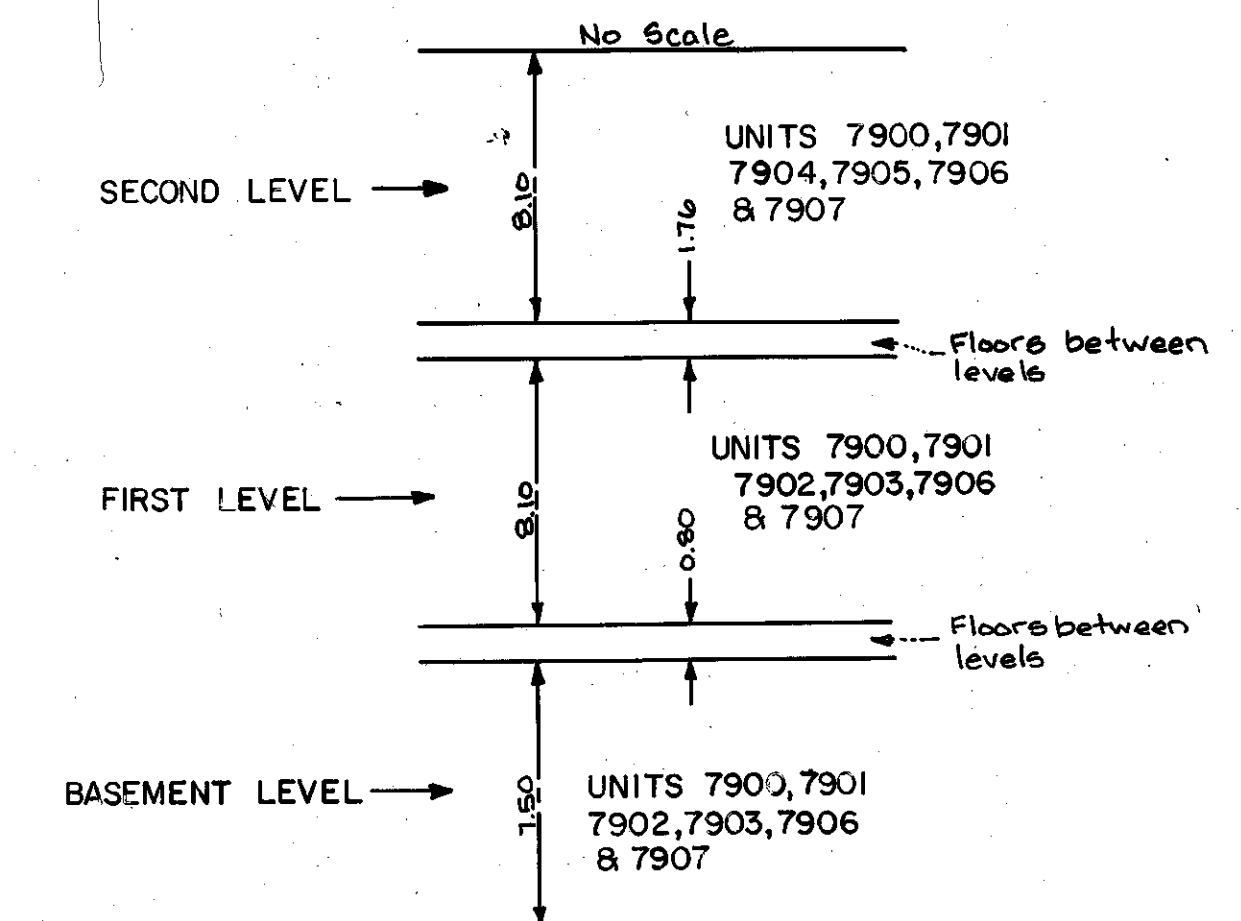 No Scale
UNITS 7900,7901
7904,7905,7906
& 7907
SECOND LEVEL
8.10
1.76
Floors between
levels
UNITS 7900,7901
7902,7903,7906
& 7907
FIRST LEVEL
8.10
0.80
Floors between
levels
BASEMENT LEVEL
7.50
UNITS 7900,7901
7902,7903,7906
& 7907